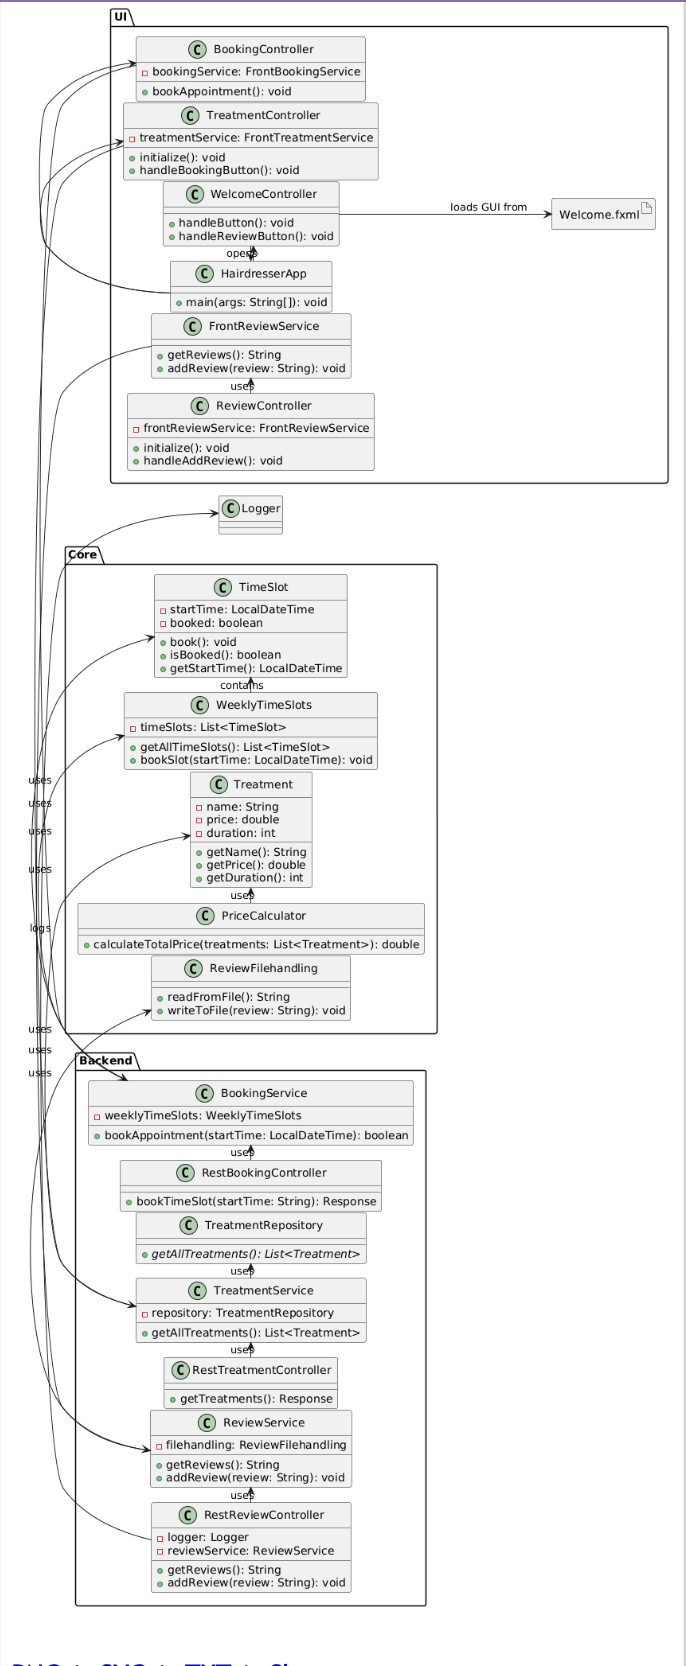 UI
C BookingController
bookingService: FrontBookingService
bookAppointment(): void
C TreatmentController
treatmentService: FrontTreatmentService
initialize(): void
handleBookingButton(): void
C WelcomeController
handleButton(): void
handleReviewButton(): void
loads GUI from
Welcome.fxml
C HairdresserApp
main(args: String[]): void
C FrontReviewService
getReviews(): String
addReview(review: String): void
uses
C ReviewController
frontReviewService: FrontReviewService
initialize(): void
handleAddReview(): void
C Logger
Core
C TimeSlot
startTime: LocalDateTime
booked: boolean
book(): void
isBooked(): boolean
getStartTime(): LocalDateTime
contains
C WeeklyTimeSlots
timeSlots: List<TimeSlot>
getAllTimeSlots(): List<TimeSlot>
bookSlot(startTime: LocalDateTime): void
uses
uses
uses
uses
logs
C Treatment
name: String
price: double
duration: int
getName(): String
getPrice(): double
getDuration(): int
uses
C PriceCalculator
calculateTotalPrice(treatments: List<Treatment>): double
C ReviewFilehandling
readFromFile(): String
writeToFile(review: String): void
uses
uses
uses
Backend
C BookingService
weeklyTimeSlots: WeeklyTimeSlots
bookAppointment(startTime: LocalDateTime): boolean
uses
C RestBookingController
bookTimeSlot(startTime: String): Response
C TreatmentRepository
getAllTreatments(): List<Treatment>
uses
C TreatmentService
repository: TreatmentRepository
getAllTreatments(): List<Treatment>
uses
C RestTreatmentController
getTreatments(): Response
C ReviewService
filehandling: ReviewFilehandling
getReviews(): String
addReview(review: String): void
uses
C RestReviewController
logger: Logger
reviewService: ReviewService
getReviews(): String
addReview(review: String): void